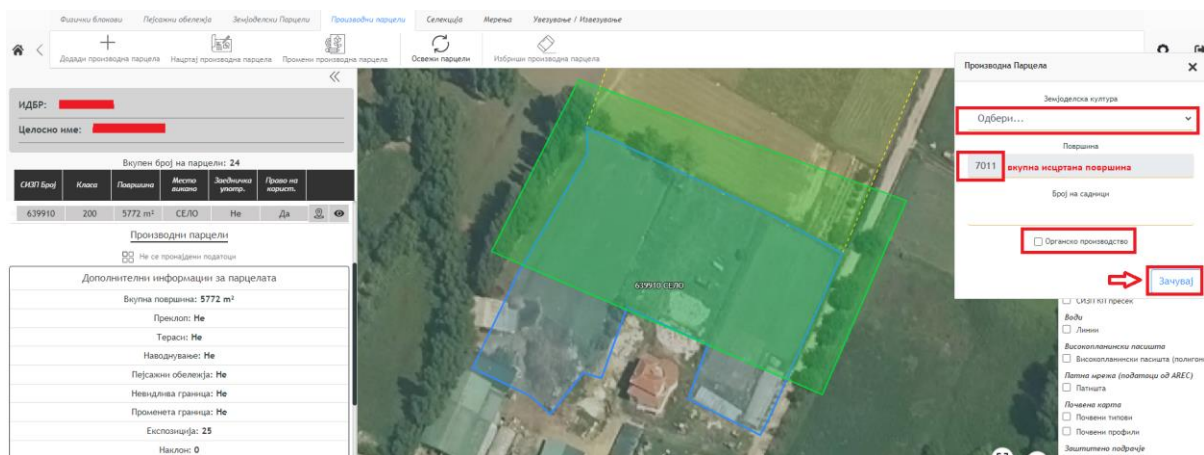 Физички блокови Пејсажни обележја Земјоделски Парцели Производни парцели Селекција Мерења Увезување / Извезување
Додади производна парцела Нацртај производна парцела Промени производна парцела Освежи парцели Избриши производна парцела
ИДБР:
Целосно име:
Вкупен број на парцели: 24
СИЗП Број Класа Површина Место викано Заедничка употр. Право на корист.
639910 200 5772 m² СЕЛО Не Да
Производни парцели
Не се пронајдени податоци
Дополнителни информации за парцелата
Вкупна површина: 5772 m²
Преклоп: Не
Тераси: Не
Наводнување: Не
Пејсажни обележја: Не
Невидлива граница: Не
Променета граница: Не
Експозиција: 25
Наклон: 0
639910 СЕЛО
Производна Парцела
Земјоделска култура
Одбери...
Површина
7011 вкупна исцртана површина
Број на садници
Органско производство
Зачувај
СИЗП КП пресек
Води
Линии
Високопланински пасишта
Високопланински пасишта (полигони
Патна мрежа (податоци од AREC)
Патишта
Почвена карта
Почвени типови
Почвени профили
Заштитено подрачје